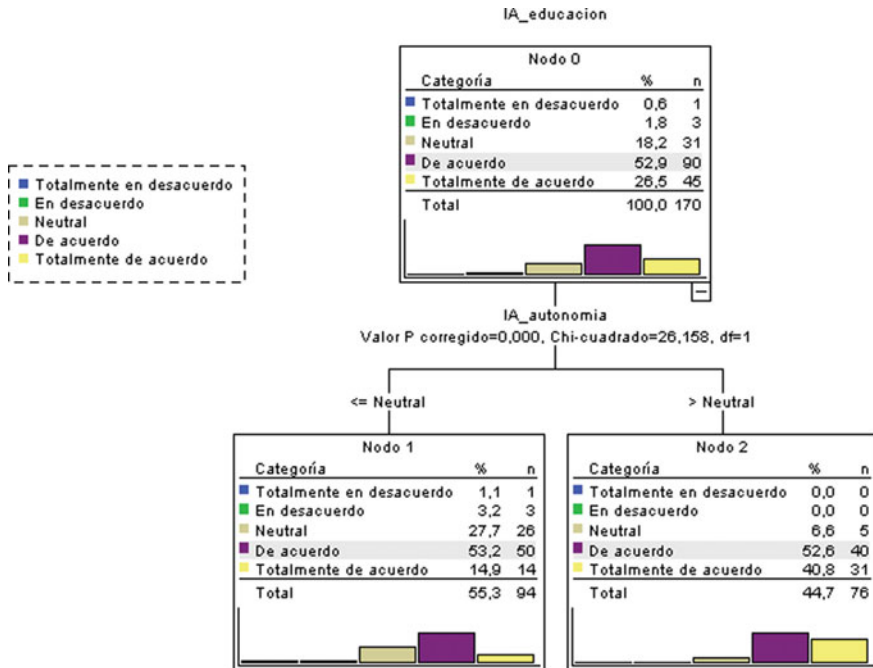 IA_educacion
Nodo 0
Categoría % n
Totalmente en desacuerdo 0,6 1
En desacuerdo 1,8 3
Neutral 18,2 31
De acuerdo 52,9 90
Totalmente de acuerdo 26,5 45
Total 100,0 170
Totalmente en desacuerdo
En desacuerdo
Neutral
De acuerdo
Totalmente de acuerdo
IA_autonomia
Valor P corregido=0,000, Chi-cuadrado=26,158, df=1
<= Neutral
> Neutral
Nodo 1
Categoría % n
Totalmente en desacuerdo 1,1 1
En desacuerdo 3,2 3
Neutral 27,7 26
De acuerdo 53,2 50
Totalmente de acuerdo 14,9 14
Total 55,3 94
Nodo 2
Categoría % n
Totalmente en desacuerdo 0,0 0
En desacuerdo 0,0 0
Neutral 6,6 5
De acuerdo 52,6 40
Totalmente de acuerdo 40,8 31
Total 44,7 76